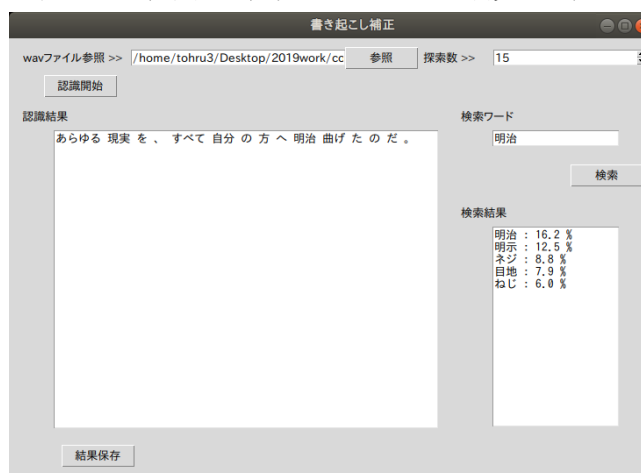 書き起こし補正
wavファイル参照 >> /home/tohru3/Desktop/2019work/cc 参照 探索数 >> 15
認識開始
認識結果 検索ワード
あらゆる 現実 を 、 すべて 自分 の 方 へ 明治 曲げ た の だ 。 明治
検索
検索結果
明治 : 16.2 %
明示 : 12.5 %
ネジ : 8.8 %
目地 : 7.9 %
ねじ : 6.0 %
結果保存